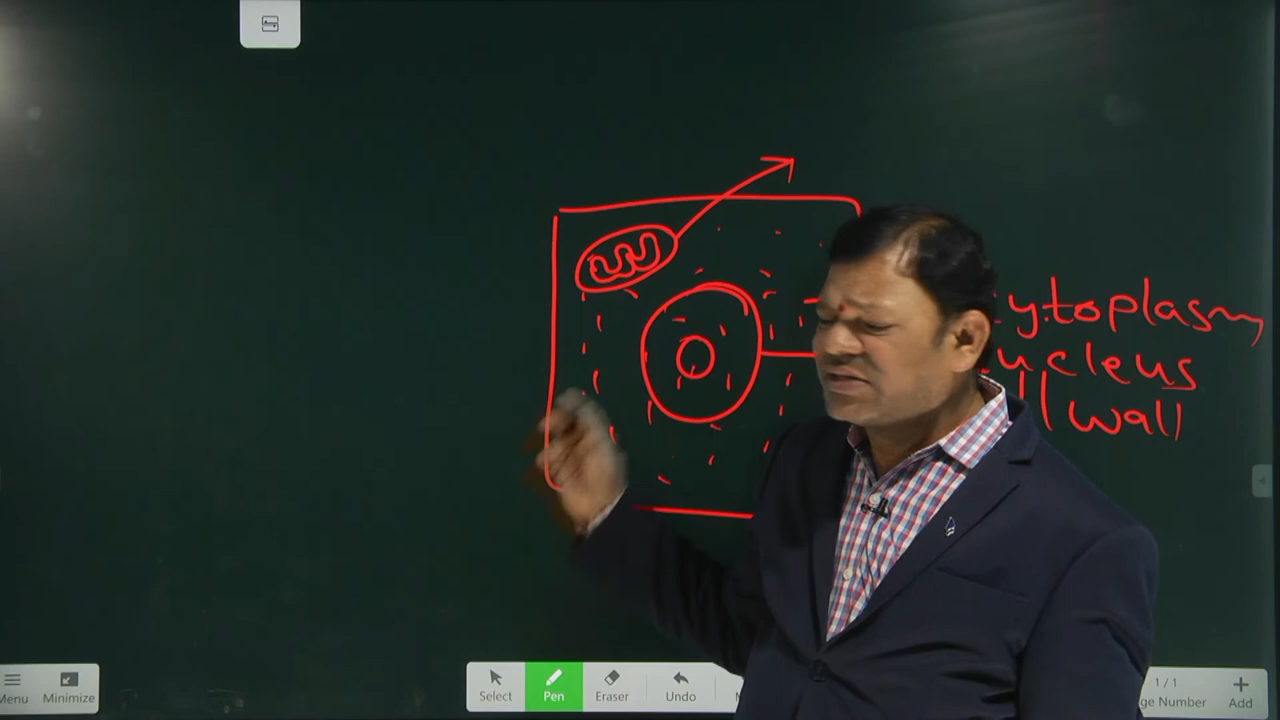 ytoplasm
ucleus
ll wall
Menu
Minimize
Select
Pen
Eraser
Undo
1 / 1
ge Number
Add